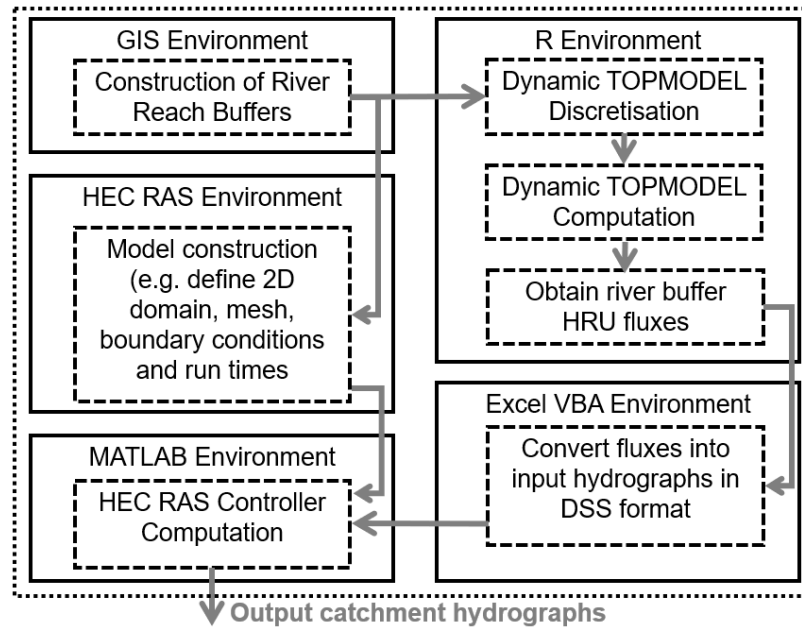 GIS Environment
Construction of River
Reach Buffers
HEC RAS Environment
Model construction
(e.g. define 2D
domain, mesh,
boundary conditions
and run times
MATLAB Environment
HEC RAS Controller
Computation
R Environment
Dynamic TOPMODEL
Discretisation
Dynamic TOPMODEL
Computation
Obtain river buffer
HRU fluxes
Excel VBA Environment
Convert fluxes into
input hydrographs in
DSS format
Output catchment hydrographs